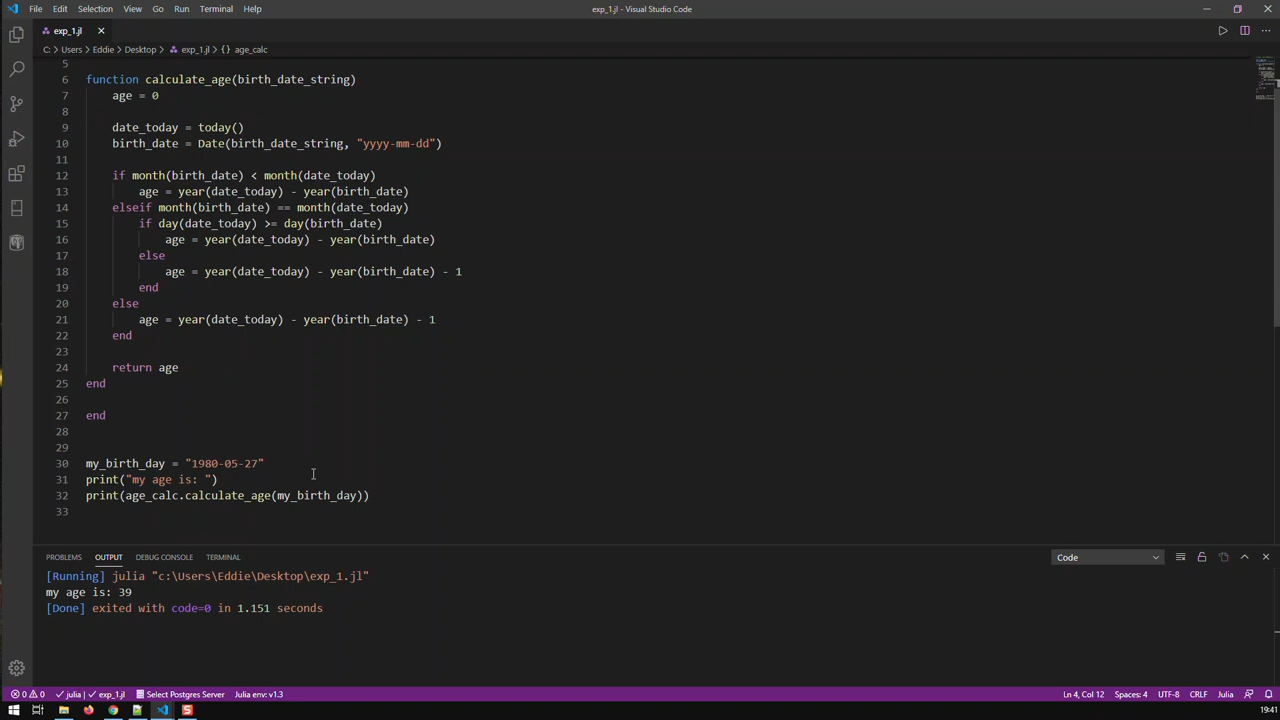 File Edit Selection View Go Run Terminal Help exp_1.jl - Visual Studio Code
exp_1.jl
C: > Users > Eddie > Desktop > exp_1.jl > {} age_calc
5
6 function calculate_age(birth_date_string)
7 age = 0
8
9 date_today = today()
10 birth_date = Date(birth_date_string, "yyyy-mm-dd")
11
12 if month(birth_date) < month(date_today)
13 age = year(date_today) - year(birth_date)
14 elseif month(birth_date) == month(date_today)
15 if day(date_today) >= day(birth_date)
16 age = year(date_today) - year(birth_date)
17 else
18 age = year(date_today) - year(birth_date) - 1
19 end
20 else
21 age = year(date_today) - year(birth_date) - 1
22 end
23
24 return age
25 end
26
27 end
28
29
30 my_birth_day = "1980-05-27"
31 print("my age is: ")
32 print(age_calc.calculate_age(my_birth_day))
33
PROBLEMS OUTPUT DEBUG CONSOLE TERMINAL Code
[Running] julia "c:\Users\Eddie\Desktop\exp_1.jl"
my age is: 39
[Done] exited with code=0 in 1.151 seconds
0 0 julia | exp_1.jl Select Postgres Server Julia env: v1.3 Ln 4, Col 12 Spaces: 4 UTF-8 CRLF Julia
19:41